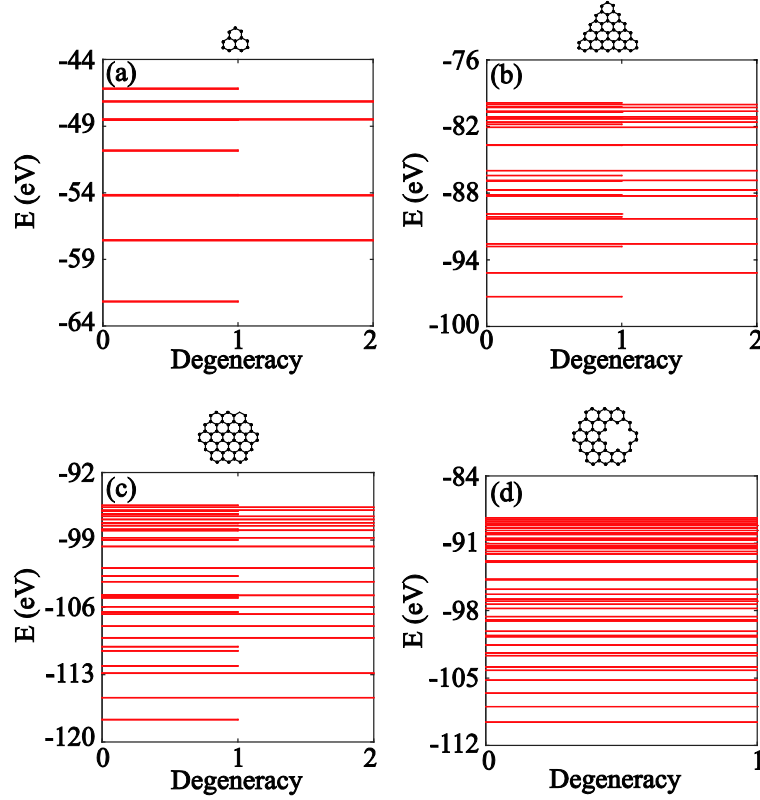 (a)
-44
-49
-54
-59
-64
E (eV)
0 1 2
Degeneracy
(b)
-76
-82
-88
-94
-100
E (eV)
0 1 2
Degeneracy
(c)
-92
-99
-106
-113
-120
E (eV)
0 1 2
Degeneracy
(d)
-84
-91
-98
-105
-112
E (eV)
0 1
Degeneracy